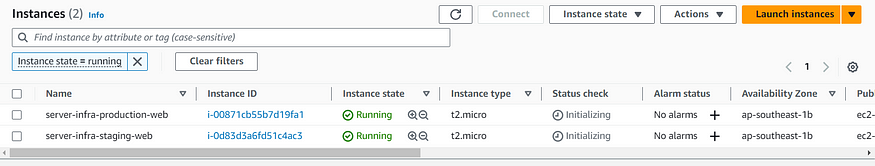 Instances (2) Info
Connect Instance state Actions Launch instances
Find instance by attribute or tag (case-sensitive)
Instance state = running Clear filters
1
Name Instance ID Instance state Instance type Status check Alarm status Availability Zone Publ
server-infra-production-web i-00871cb55b7d19fa1 Running t2.micro Initializing No alarms ap-southeast-1b ec2-
server-infra-staging-web i-0d83d3a6fd51c4ac3 Running t2.micro Initializing No alarms ap-southeast-1b ec2-